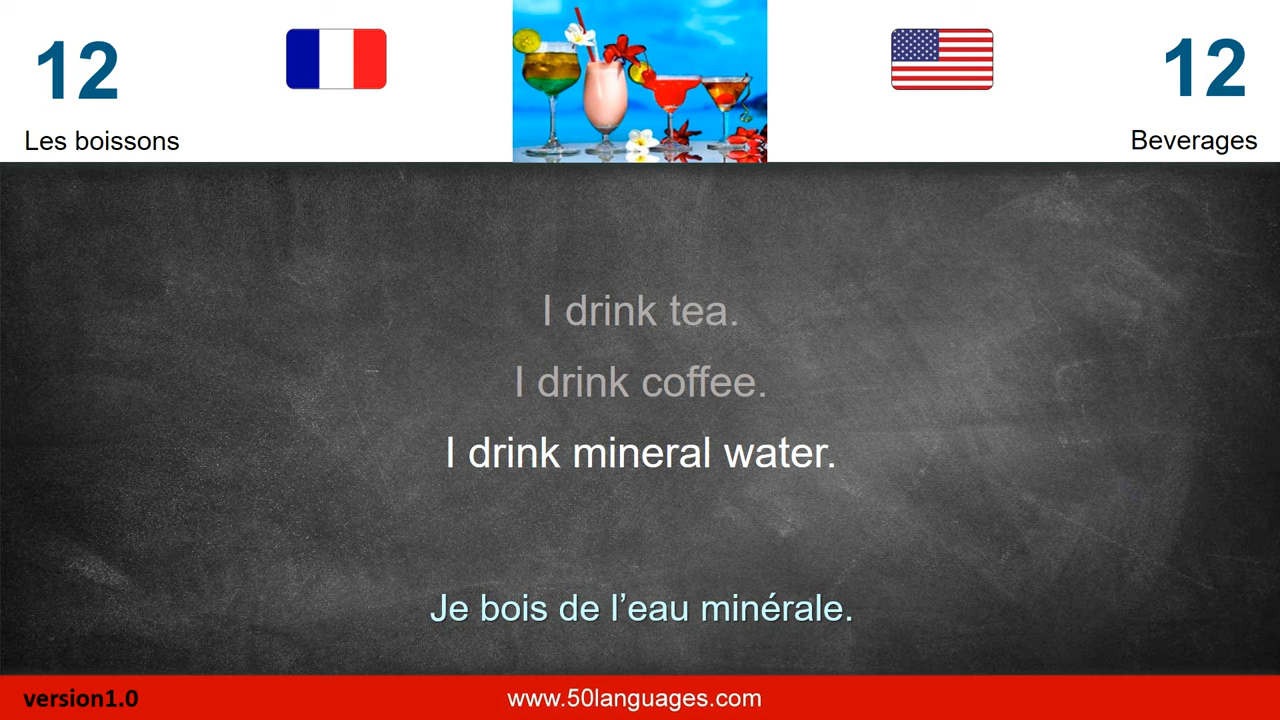 12
12
Les boissons
Beverages
I drink tea.
I drink coffee.
I drink mineral water.
Je bois de l’eau minérale.
version1.0
www.50languages.com